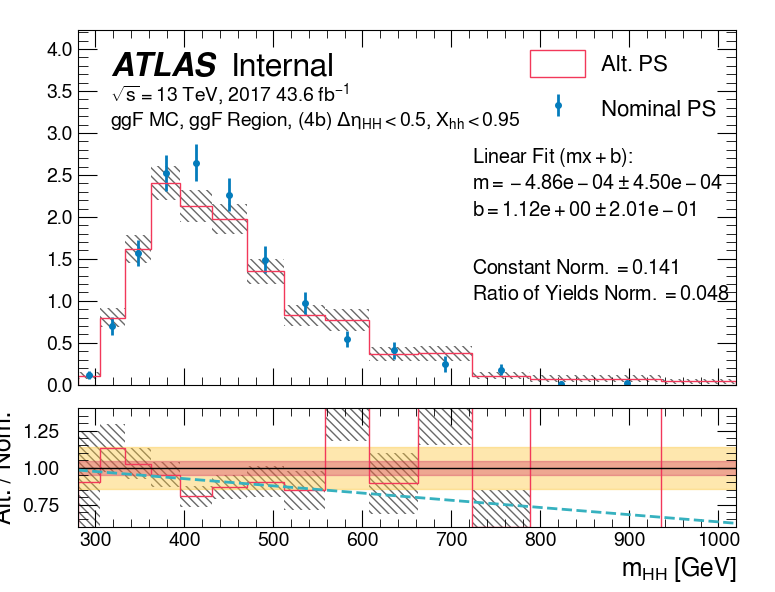 ATLAS Internal
√s = 13 TeV, 2017 43.6 fb⁻¹
ggF MC, ggF Region, (4b) Δη_HH < 0.5, X_hh < 0.95
Alt. PS
Nominal PS
Linear Fit (mx + b):
m = − 4.86e − 04 ± 4.50e − 04
b = 1.12e + 00 ± 2.01e − 01
Constant Norm. = 0.141
Ratio of Yields Norm. = 0.048
4.0
3.5
3.0
2.5
2.0
1.5
1.0
0.5
0.0
Alt. / Nom.
1.25
1.00
0.75
300 400 500 600 700 800 900 1000
m_HH [GeV]